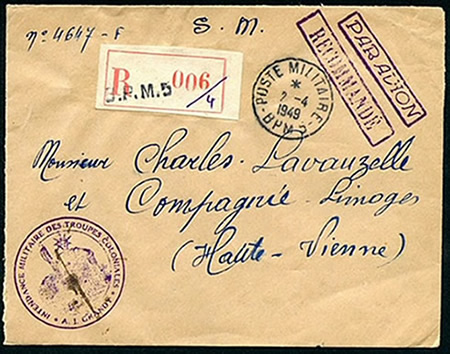 n° 4647-F
S. M.
R 006
B.P.M.5
/4
POSTE MILITAIRE
*
2-4
1949
B.P.M 5
RECOMMANDÉ
PAR AVION
Monsieur Charles-Lavauzelle
et Compagnie-Limoges
(Haute-Vienne)
INTENDANCE MILITAIRE DES TROUPES COLONIALES